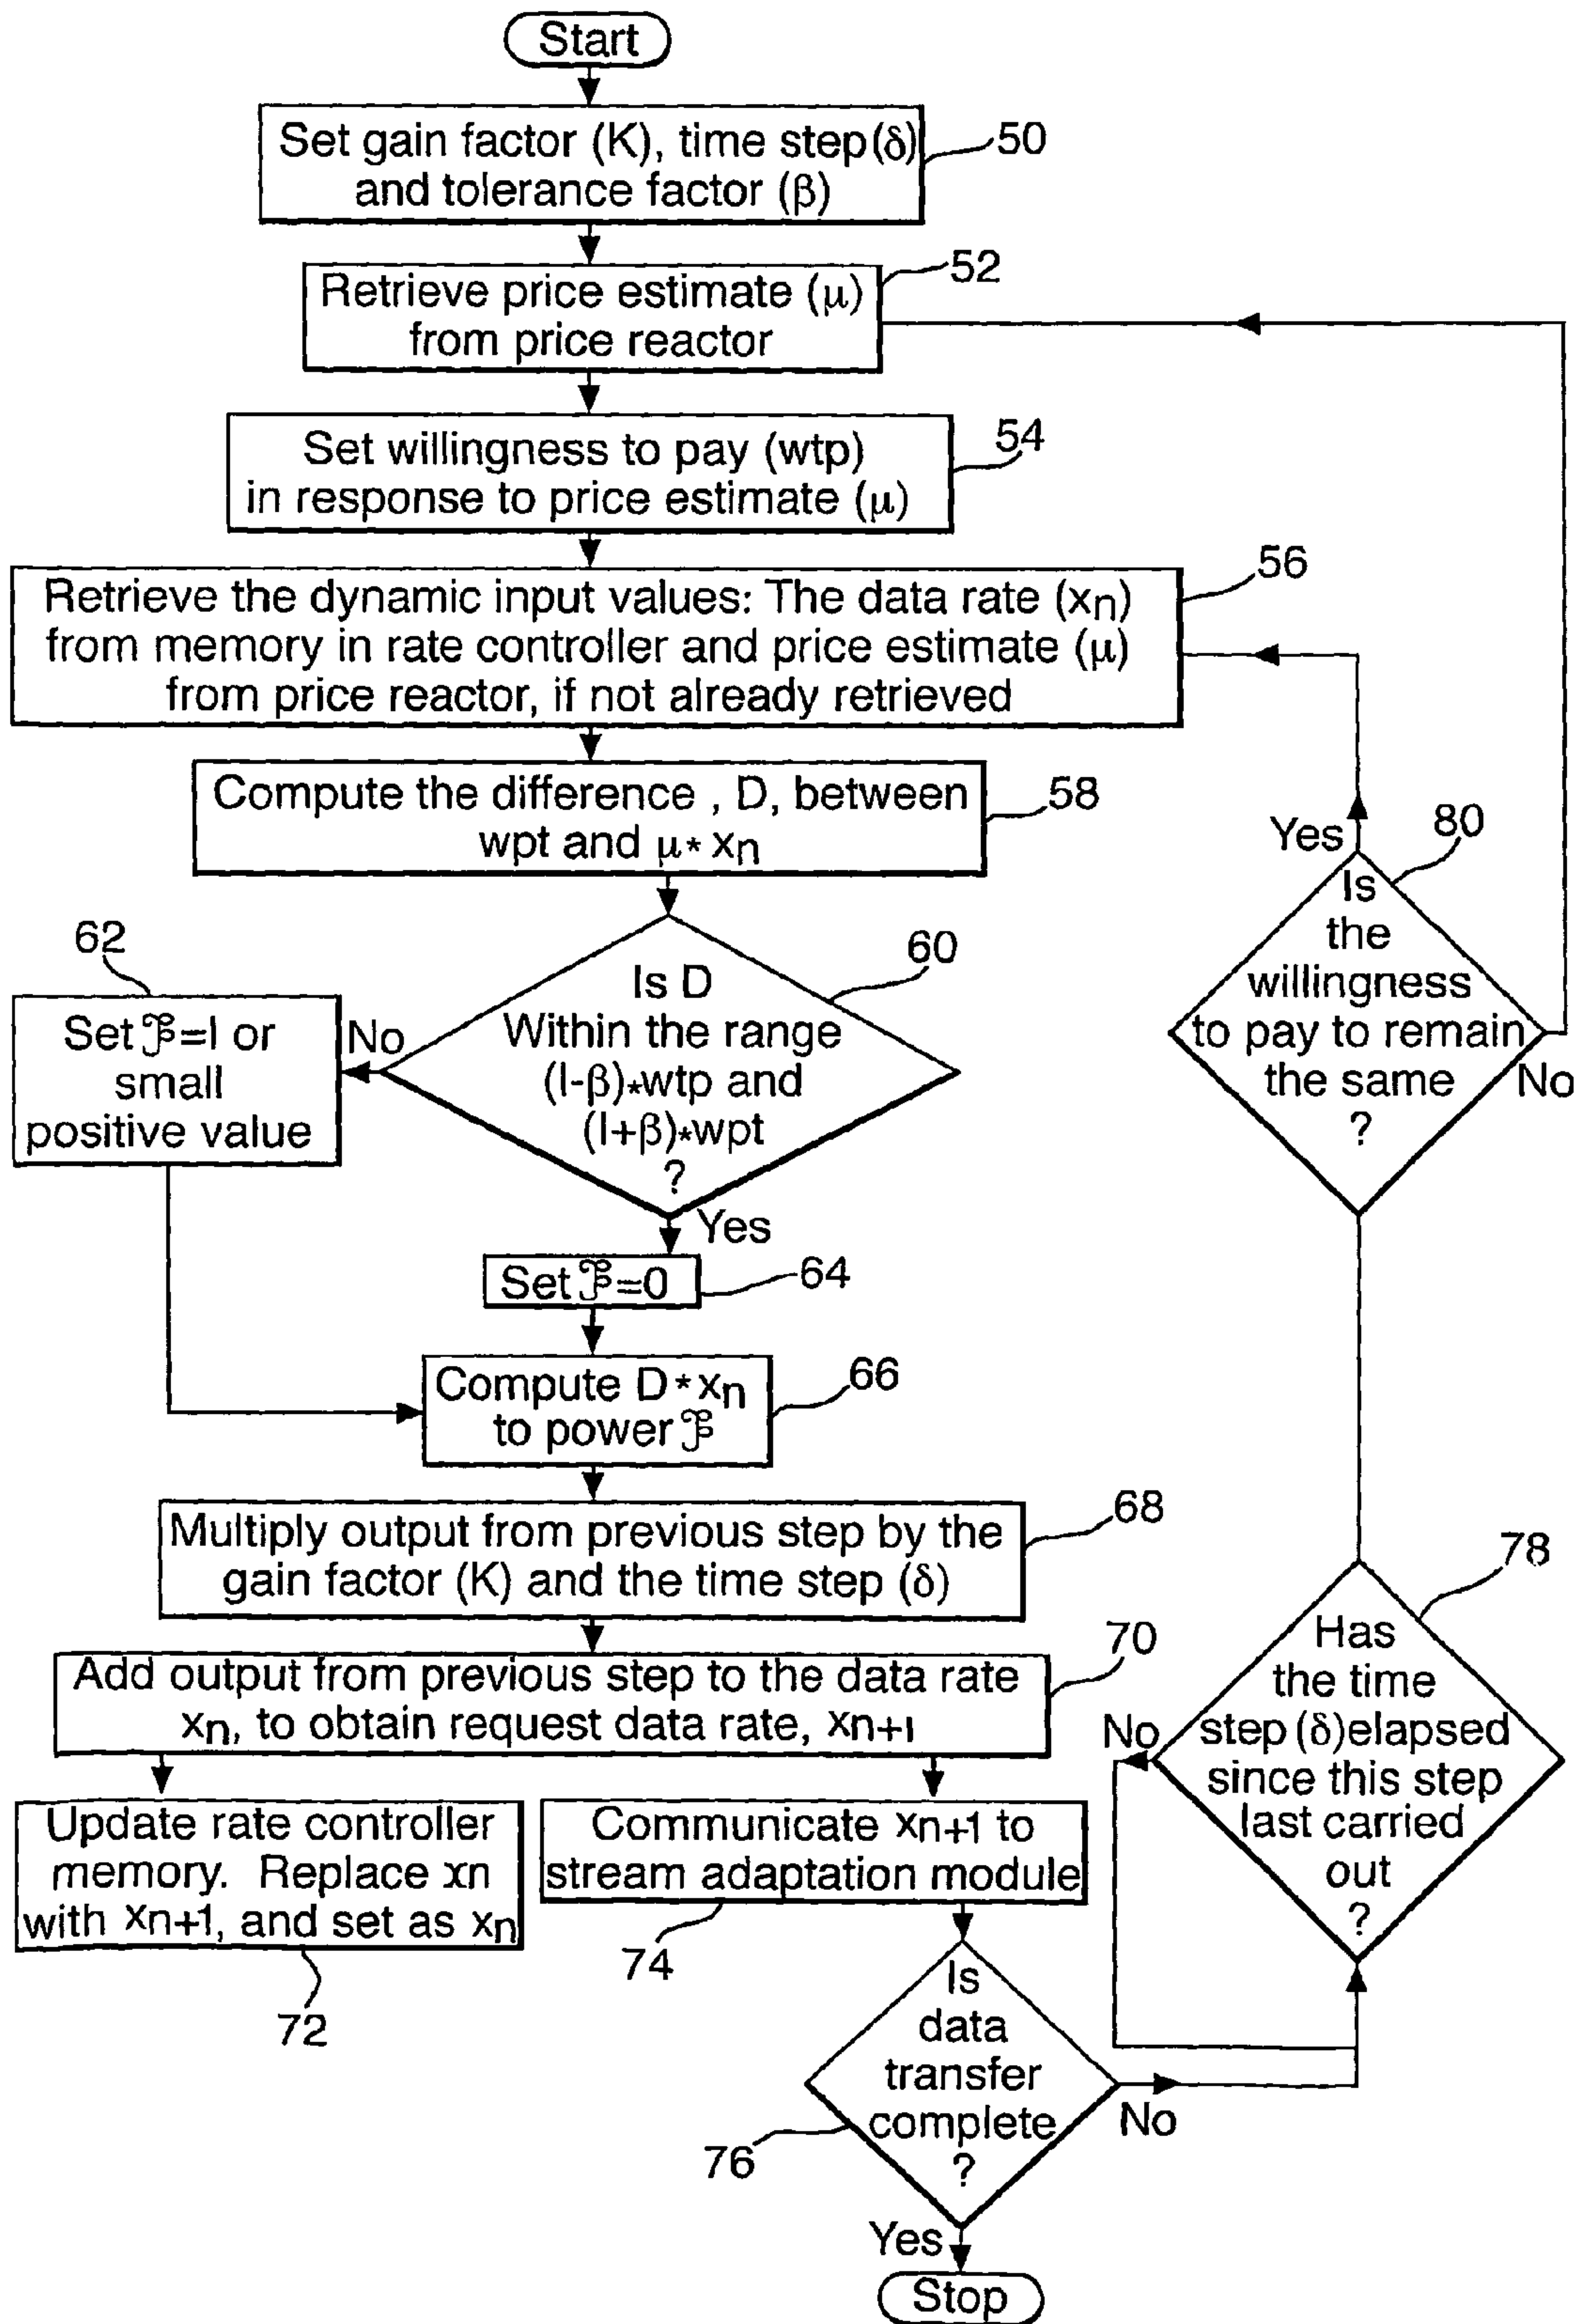 Start
Set gain factor (K), time step(δ)
and tolerance factor (β)
50
Retrieve price estimate (μ)
from price reactor
52
Set willingness to pay (wtp)
in response to price estimate (μ)
54
Retrieve the dynamic input values: The data rate (xn)
from memory in rate controller and price estimate (μ)
from price reactor, if not already retrieved
56
Compute the difference , D, between
wpt and μ* xn
58
Is D
Within the range
(I-β)*wtp and
(I+β)*wpt
?
60
No
Yes
62
Set ℱ=I or
small
positive value
Set ℱ=0
64
Compute D*xn
to power ℱ
66
Multiply output from previous step by the
gain factor (K) and the time step (δ)
68
Add output from previous step to the data rate
xn, to obtain request data rate, xn+1
70
Update rate controller
memory. Replace xn
with xn+1, and set as xn
72
Communicate xn+1 to
stream adaptation module
74
Is
data
transfer
complete
?
76
No
Yes
Stop
Has
the time
step (δ)elapsed
since this step
last carried
out
?
78
No
Is
the
willingness
to pay to remain
the same
?
80
Yes
No